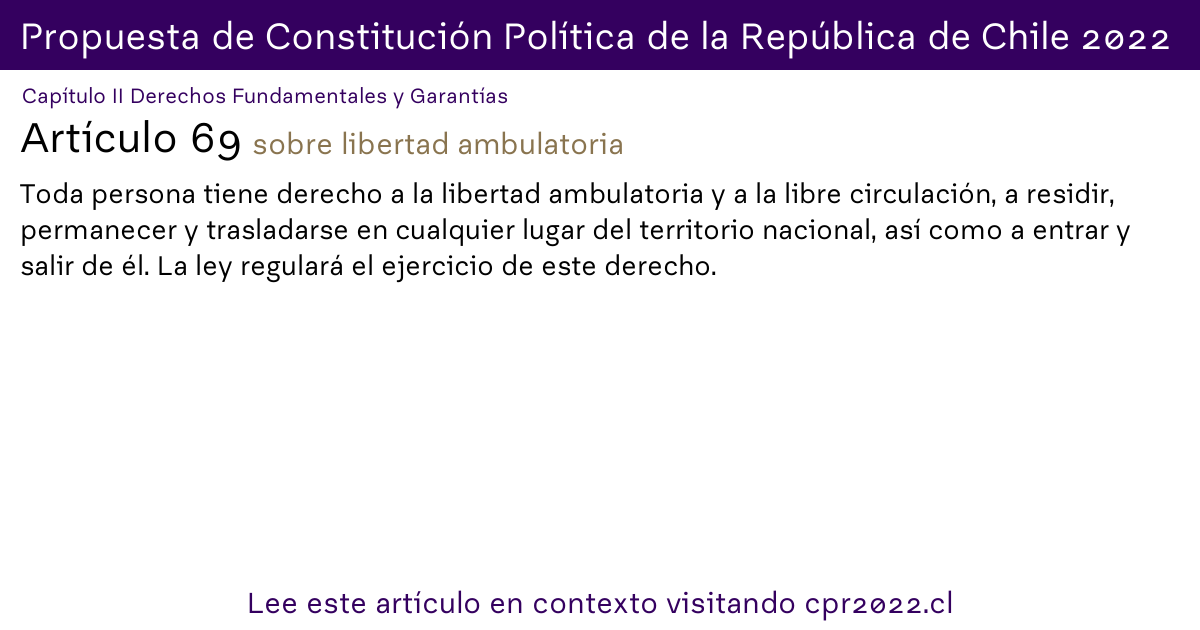 Propuesta de Constitución Política de la República de Chile 2022
Capítulo II Derechos Fundamentales y Garantías
Artículo 69 sobre libertad ambulatoria
Toda persona tiene derecho a la libertad ambulatoria y a la libre circulación, a residir,
permanecer y trasladarse en cualquier lugar del territorio nacional, así como a entrar y
salir de él. La ley regulará el ejercicio de este derecho.
Lee este artículo en contexto visitando cpr2022.cl